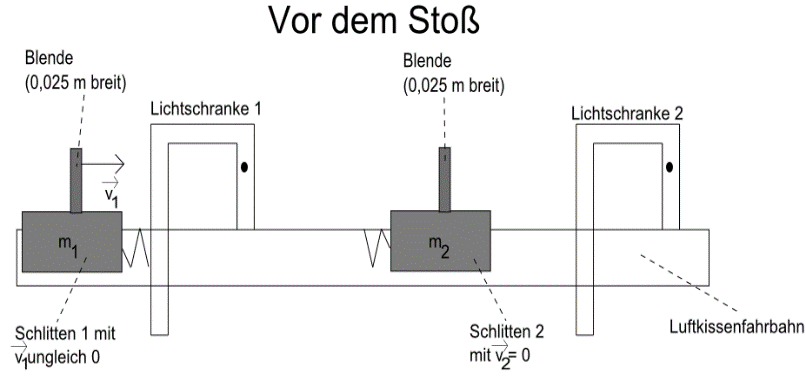 Vor dem Stoß
Blende
(0,025 m breit)
Lichtschranke 1
Blende
(0,025 m breit)
Lichtschranke 2
v1
m1
m2
Schlitten 1 mit
v1 ungleich 0
Schlitten 2
mit v2 = 0
Luftkissenfahrbahn